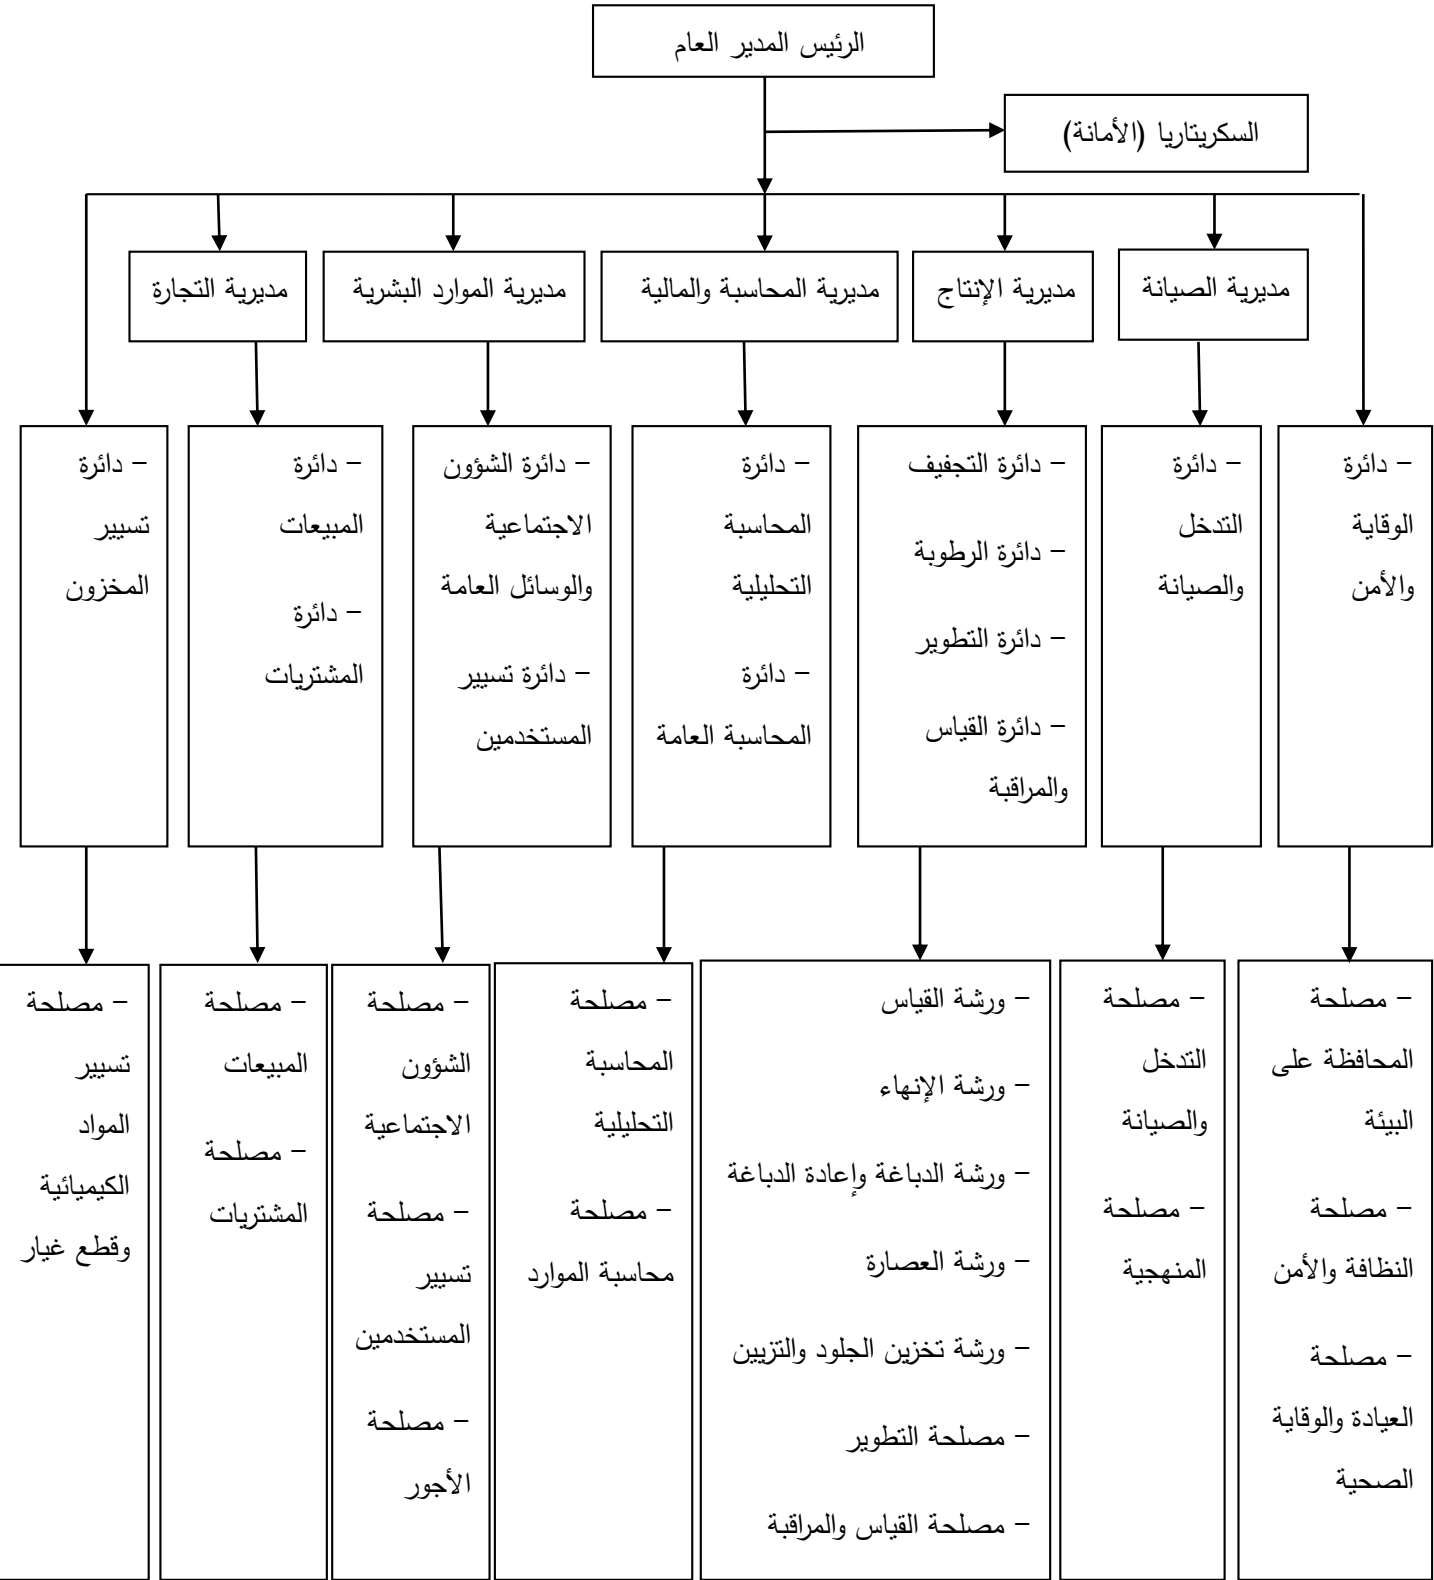 الرئيس المدير العام
السكريتاريا (الأمانة)
مديرية الصيانة
مديرية الإنتاج
مديرية المحاسبة والمالية
مديرية الموارد البشرية
مديرية التجارة
– دائرة
الوقاية
والأمن
– دائرة
التدخل
والصيانة
– دائرة التجفيف
– دائرة الرطوبة
– دائرة التطوير
– دائرة القياس
والمراقبة
– دائرة
المحاسبة
التحليلية
– دائرة
المحاسبة العامة
– دائرة الشؤون
الاجتماعية
والوسائل العامة
– دائرة تسيير
المستخدمين
– دائرة
المبيعات
– دائرة
المشتريات
– دائرة
تسيير
المخزون
– مصلحة
المحافظة على
البيئة
– مصلحة
النظافة والأمن
– مصلحة
العيادة والوقاية
الصحية
– مصلحة
التدخل
والصيانة
– مصلحة
المنهجية
– ورشة القياس
– ورشة الإنهاء
– ورشة الدباغة وإعادة الدباغة
– ورشة العصارة
– ورشة تخزين الجلود والتزيين
– مصلحة التطوير
– مصلحة القياس والمراقبة
– مصلحة
المحاسبة
التحليلية
– مصلحة
محاسبة الموارد
– مصلحة
الشؤون
الاجتماعية
– مصلحة
تسيير
المستخدمين
– مصلحة
الأجور
– مصلحة
المبيعات
– مصلحة
المشتريات
– مصلحة
تسيير
المواد
الكيميائية
وقطع غيار